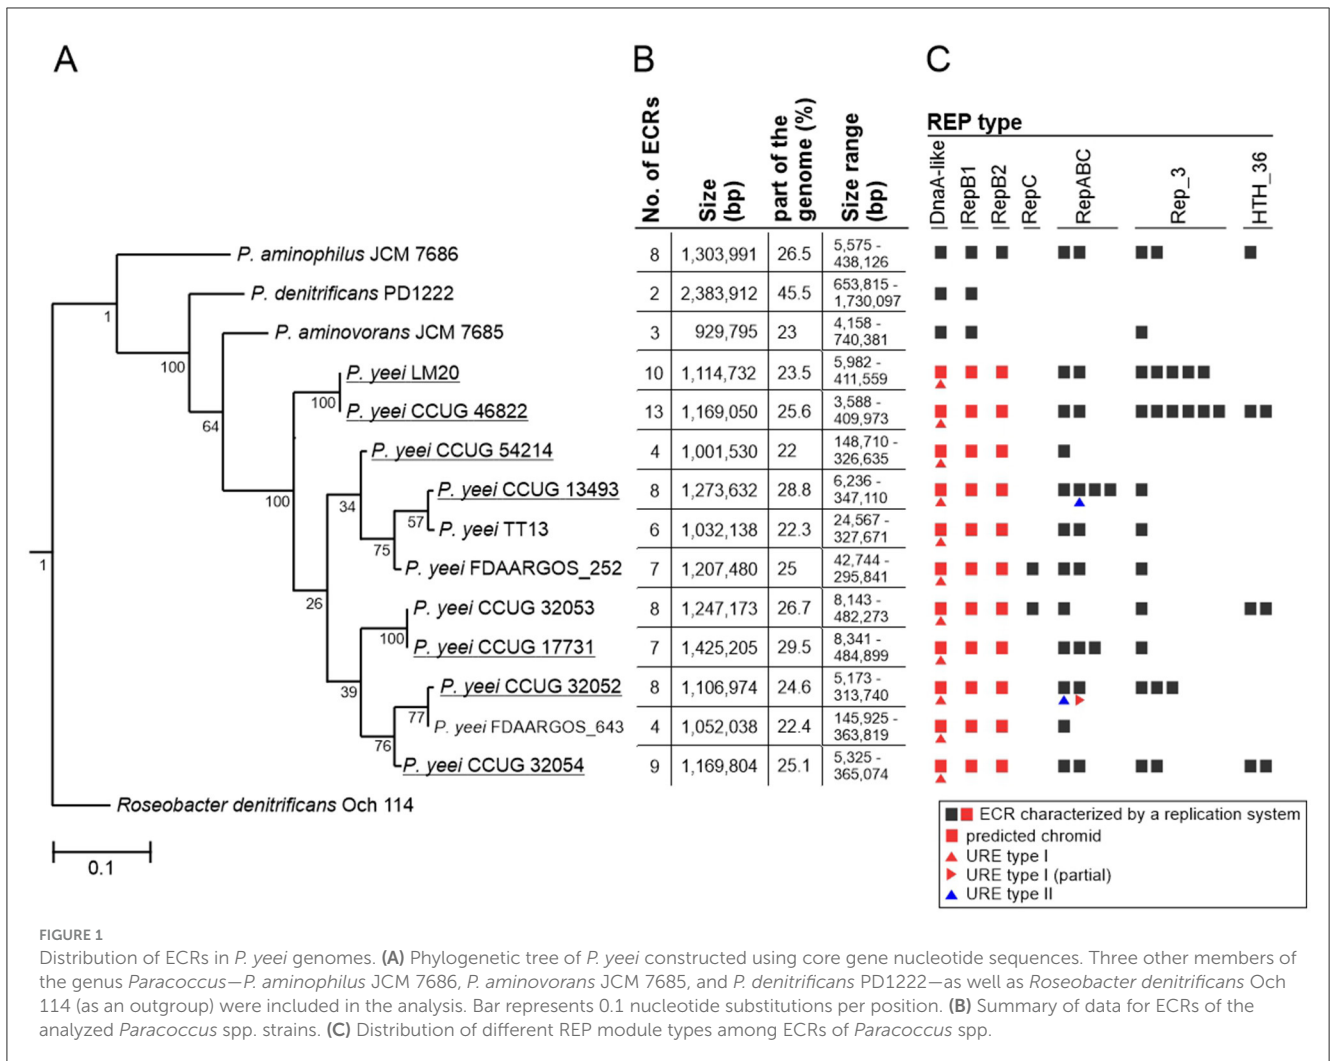 A
B
C
No. of ECRs
Size
(bp)
part of the
genome (%)
Size range
(bp)
REP type
DnaA-like
RepB1
RepB2
RepC
RepABC
Rep_3
HTH_36
P. aminophilus JCM 7686
8
1,303,991
26.5
5,575 -
438,126
P. denitrificans PD1222
2
2,383,912
45.5
653,815 -
1,730,097
P. aminovorans JCM 7685
3
929,795
23
4,158 -
740,381
P. yeei LM20
10
1,114,732
23.5
5,982 -
411,559
P. yeei CCUG 46822
13
1,169,050
25.6
3,588 -
409,973
P. yeei CCUG 54214
4
1,001,530
22
148,710 -
326,635
P. yeei CCUG 13493
8
1,273,632
28.8
6,236 -
347,110
P. yeei TT13
6
1,032,138
22.3
24,567 -
327,671
P. yeei FDAARGOS_252
7
1,207,480
25
42,744 -
295,841
P. yeei CCUG 32053
8
1,247,173
26.7
8,143 -
482,273
P. yeei CCUG 17731
7
1,425,205
29.5
8,341 -
484,899
P. yeei CCUG 32052
8
1,106,974
24.6
5,173 -
313,740
P. yeei FDAARGOS_643
4
1,052,038
22.4
145,925 -
363,819
P. yeei CCUG 32054
9
1,169,804
25.1
5,325 -
365,074
Roseobacter denitrificans Och 114
1
100
64
100
100
34
57
75
1
26
100
39
77
76
0.1
ECR characterized by a replication system
predicted chromid
URE type I
URE type I (partial)
URE type II
FIGURE 1
Distribution of ECRs in P. yeei genomes. (A) Phylogenetic tree of P. yeei constructed using core gene nucleotide sequences. Three other members of
the genus Paracoccus—P. aminophilus JCM 7686, P. aminovorans JCM 7685, and P. denitrificans PD1222—as well as Roseobacter denitrificans Och
114 (as an outgroup) were included in the analysis. Bar represents 0.1 nucleotide substitutions per position. (B) Summary of data for ECRs of the
analyzed Paracoccus spp. strains. (C) Distribution of different REP module types among ECRs of Paracoccus spp.